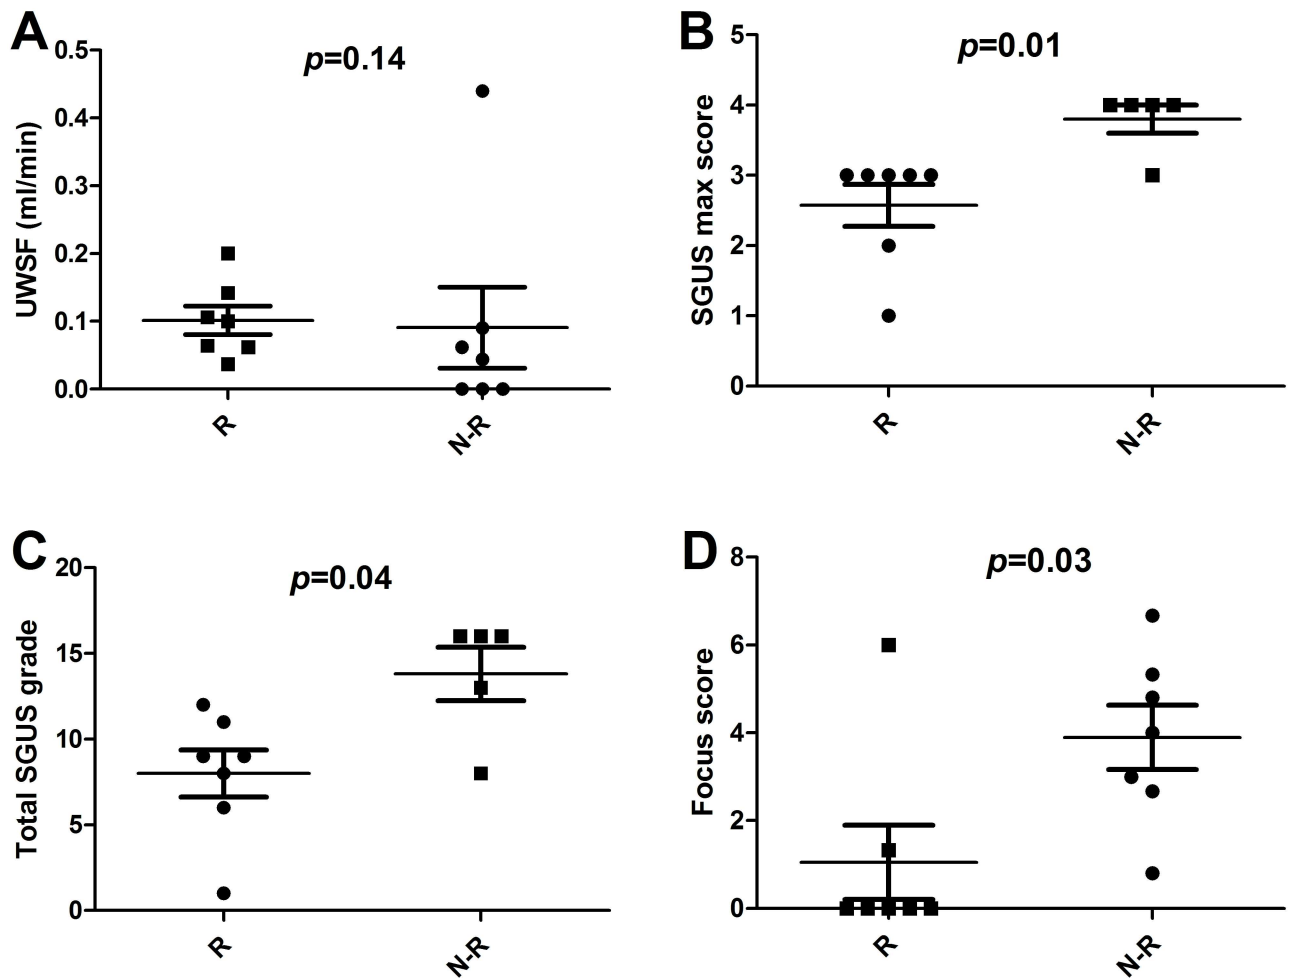 A
p=0.14
UWSF (ml/min)
0.5
0.4
0.3
0.2
0.1
0.0
R
N-R
B
p=0.01
SGUS max score
5
4
3
2
1
0
R
N-R
C
p=0.04
Total SGUS grade
20
15
10
5
0
R
N-R
D
p=0.03
Focus score
8
6
4
2
0
R
N-R